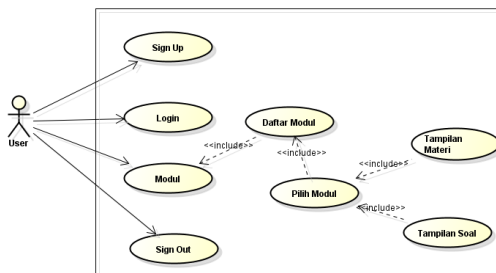 Sign Up
User
Login
Daftar Modul
<<include>>
Tampilan
Materi
<<include>>
Modul
<<include>>
Pilih Modul
<<include>>
Sign Out
Tampilan Soal